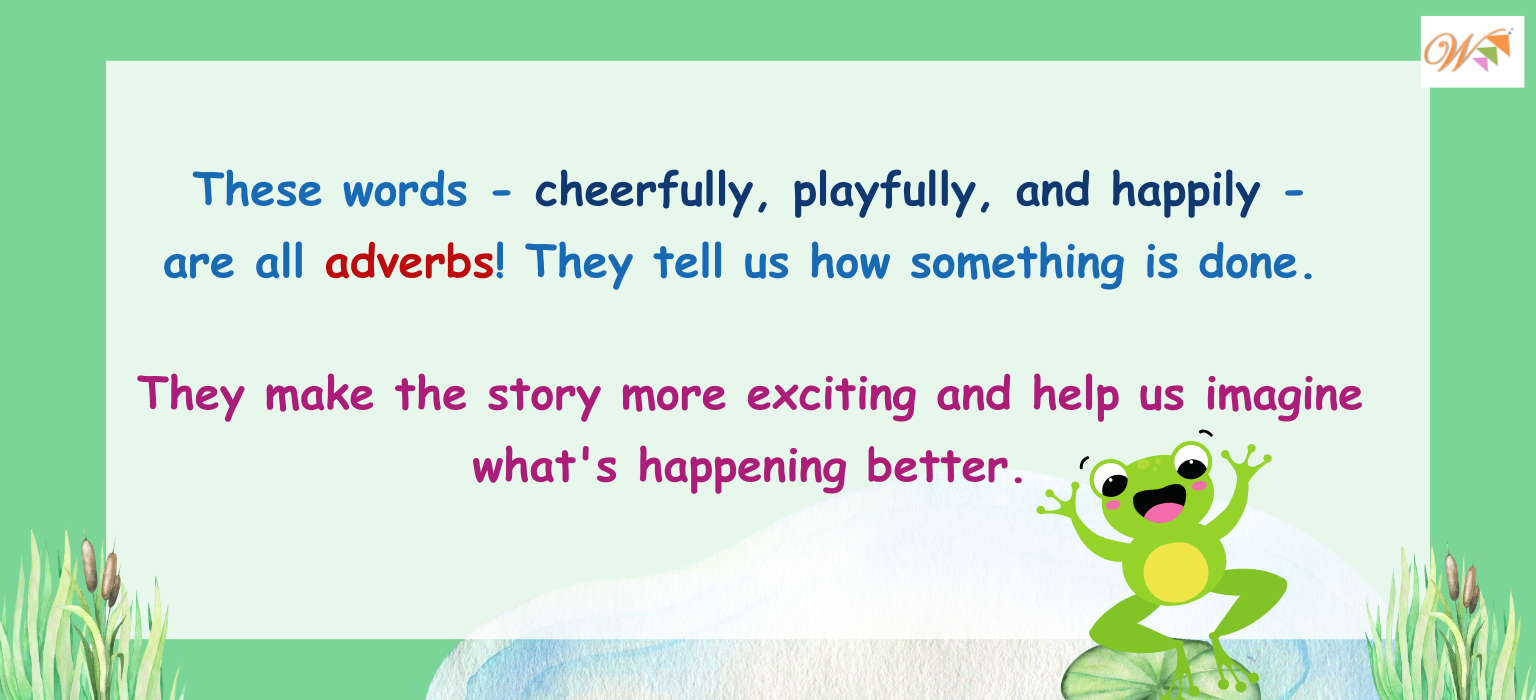 W
These words - cheerfully, playfully, and happily -
are all adverbs! They tell us how something is done.
They make the story more exciting and help us imagine
what's happening better.